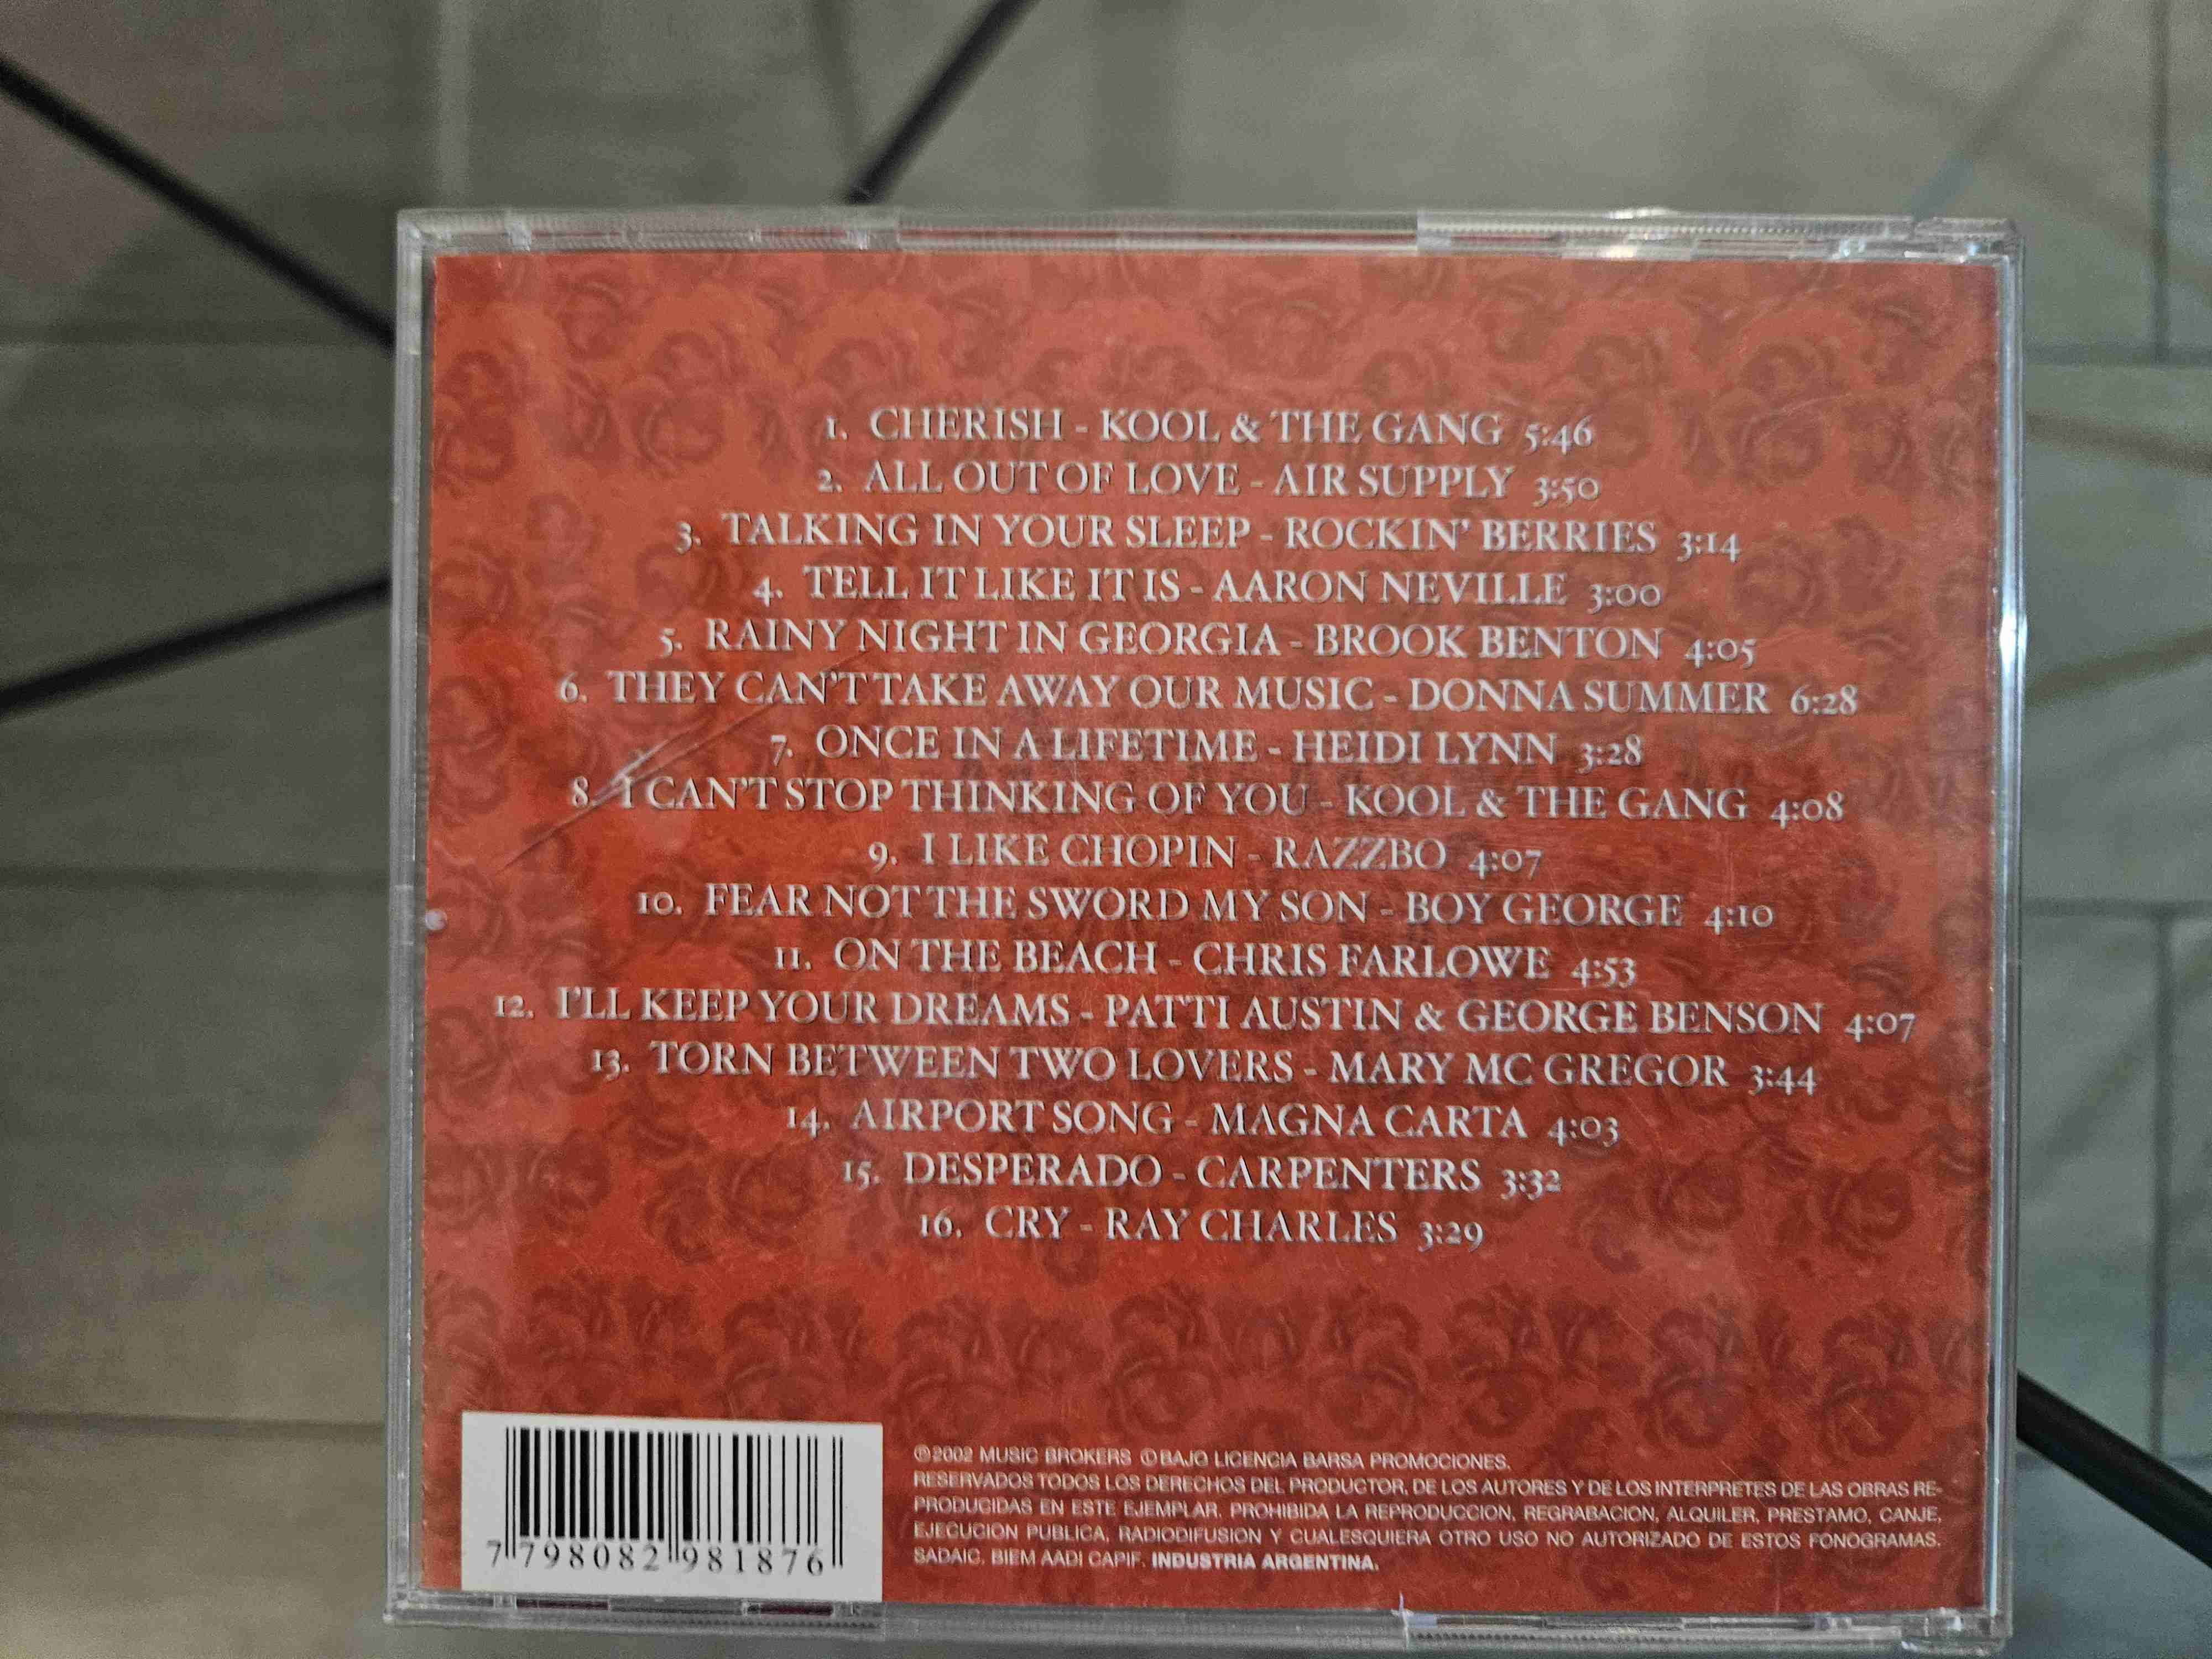 1. CHERISH - KOOL & THE GANG 5:46
2. ALL OUT OF LOVE - AIR SUPPLY 3:50
3. TALKING IN YOUR SLEEP - ROCKIN' BERRIES 3:14
4. TELL IT LIKE IT IS - AARON NEVILLE 3:00
5. RAINY NIGHT IN GEORGIA - BROOK BENTON 4:05
6. THEY CAN'T TAKE AWAY OUR MUSIC - DONNA SUMMER 6:28
7. ONCE IN A LIFETIME - HEIDI LYNN 3:28
8. I CAN'T STOP THINKING OF YOU - KOOL & THE GANG 4:08
9. I LIKE CHOPIN - RAZZBO 4:07
10. FEAR NOT THE SWORD MY SON - BOY GEORGE 4:10
11. ON THE BEACH - CHRIS FARLOWE 4:53
12. I'LL KEEP YOUR DREAMS - PATTI AUSTIN & GEORGE BENSON 4:07
13. TORN BETWEEN TWO LOVERS - MARY MC GREGOR 3:44
14. AIRPORT SONG - MAGNA CARTA 4:03
15. DESPERADO - CARPENTERS 3:32
16. CRY - RAY CHARLES 3:29
℗2002 MUSIC BROKERS ©BAJO LICENCIA BARSA PROMOCIONES.
RESERVADOS TODOS LOS DERECHOS DEL PRODUCTOR, DE LOS AUTORES Y DE LOS INTERPRETES DE LAS OBRAS RE-
PRODUCIDAS EN ESTE EJEMPLAR. PROHIBIDA LA REPRODUCCION, REGRABACION, ALQUILER, PRESTAMO, CANJE,
EJECUCION PUBLICA, RADIODIFUSION Y CUALESQUIERA OTRO USO NO AUTORIZADO DE ESTOS FONOGRAMAS.
SADAIC. BIEM AADI CAPIF. INDUSTRIA ARGENTINA.
7 798082 981876